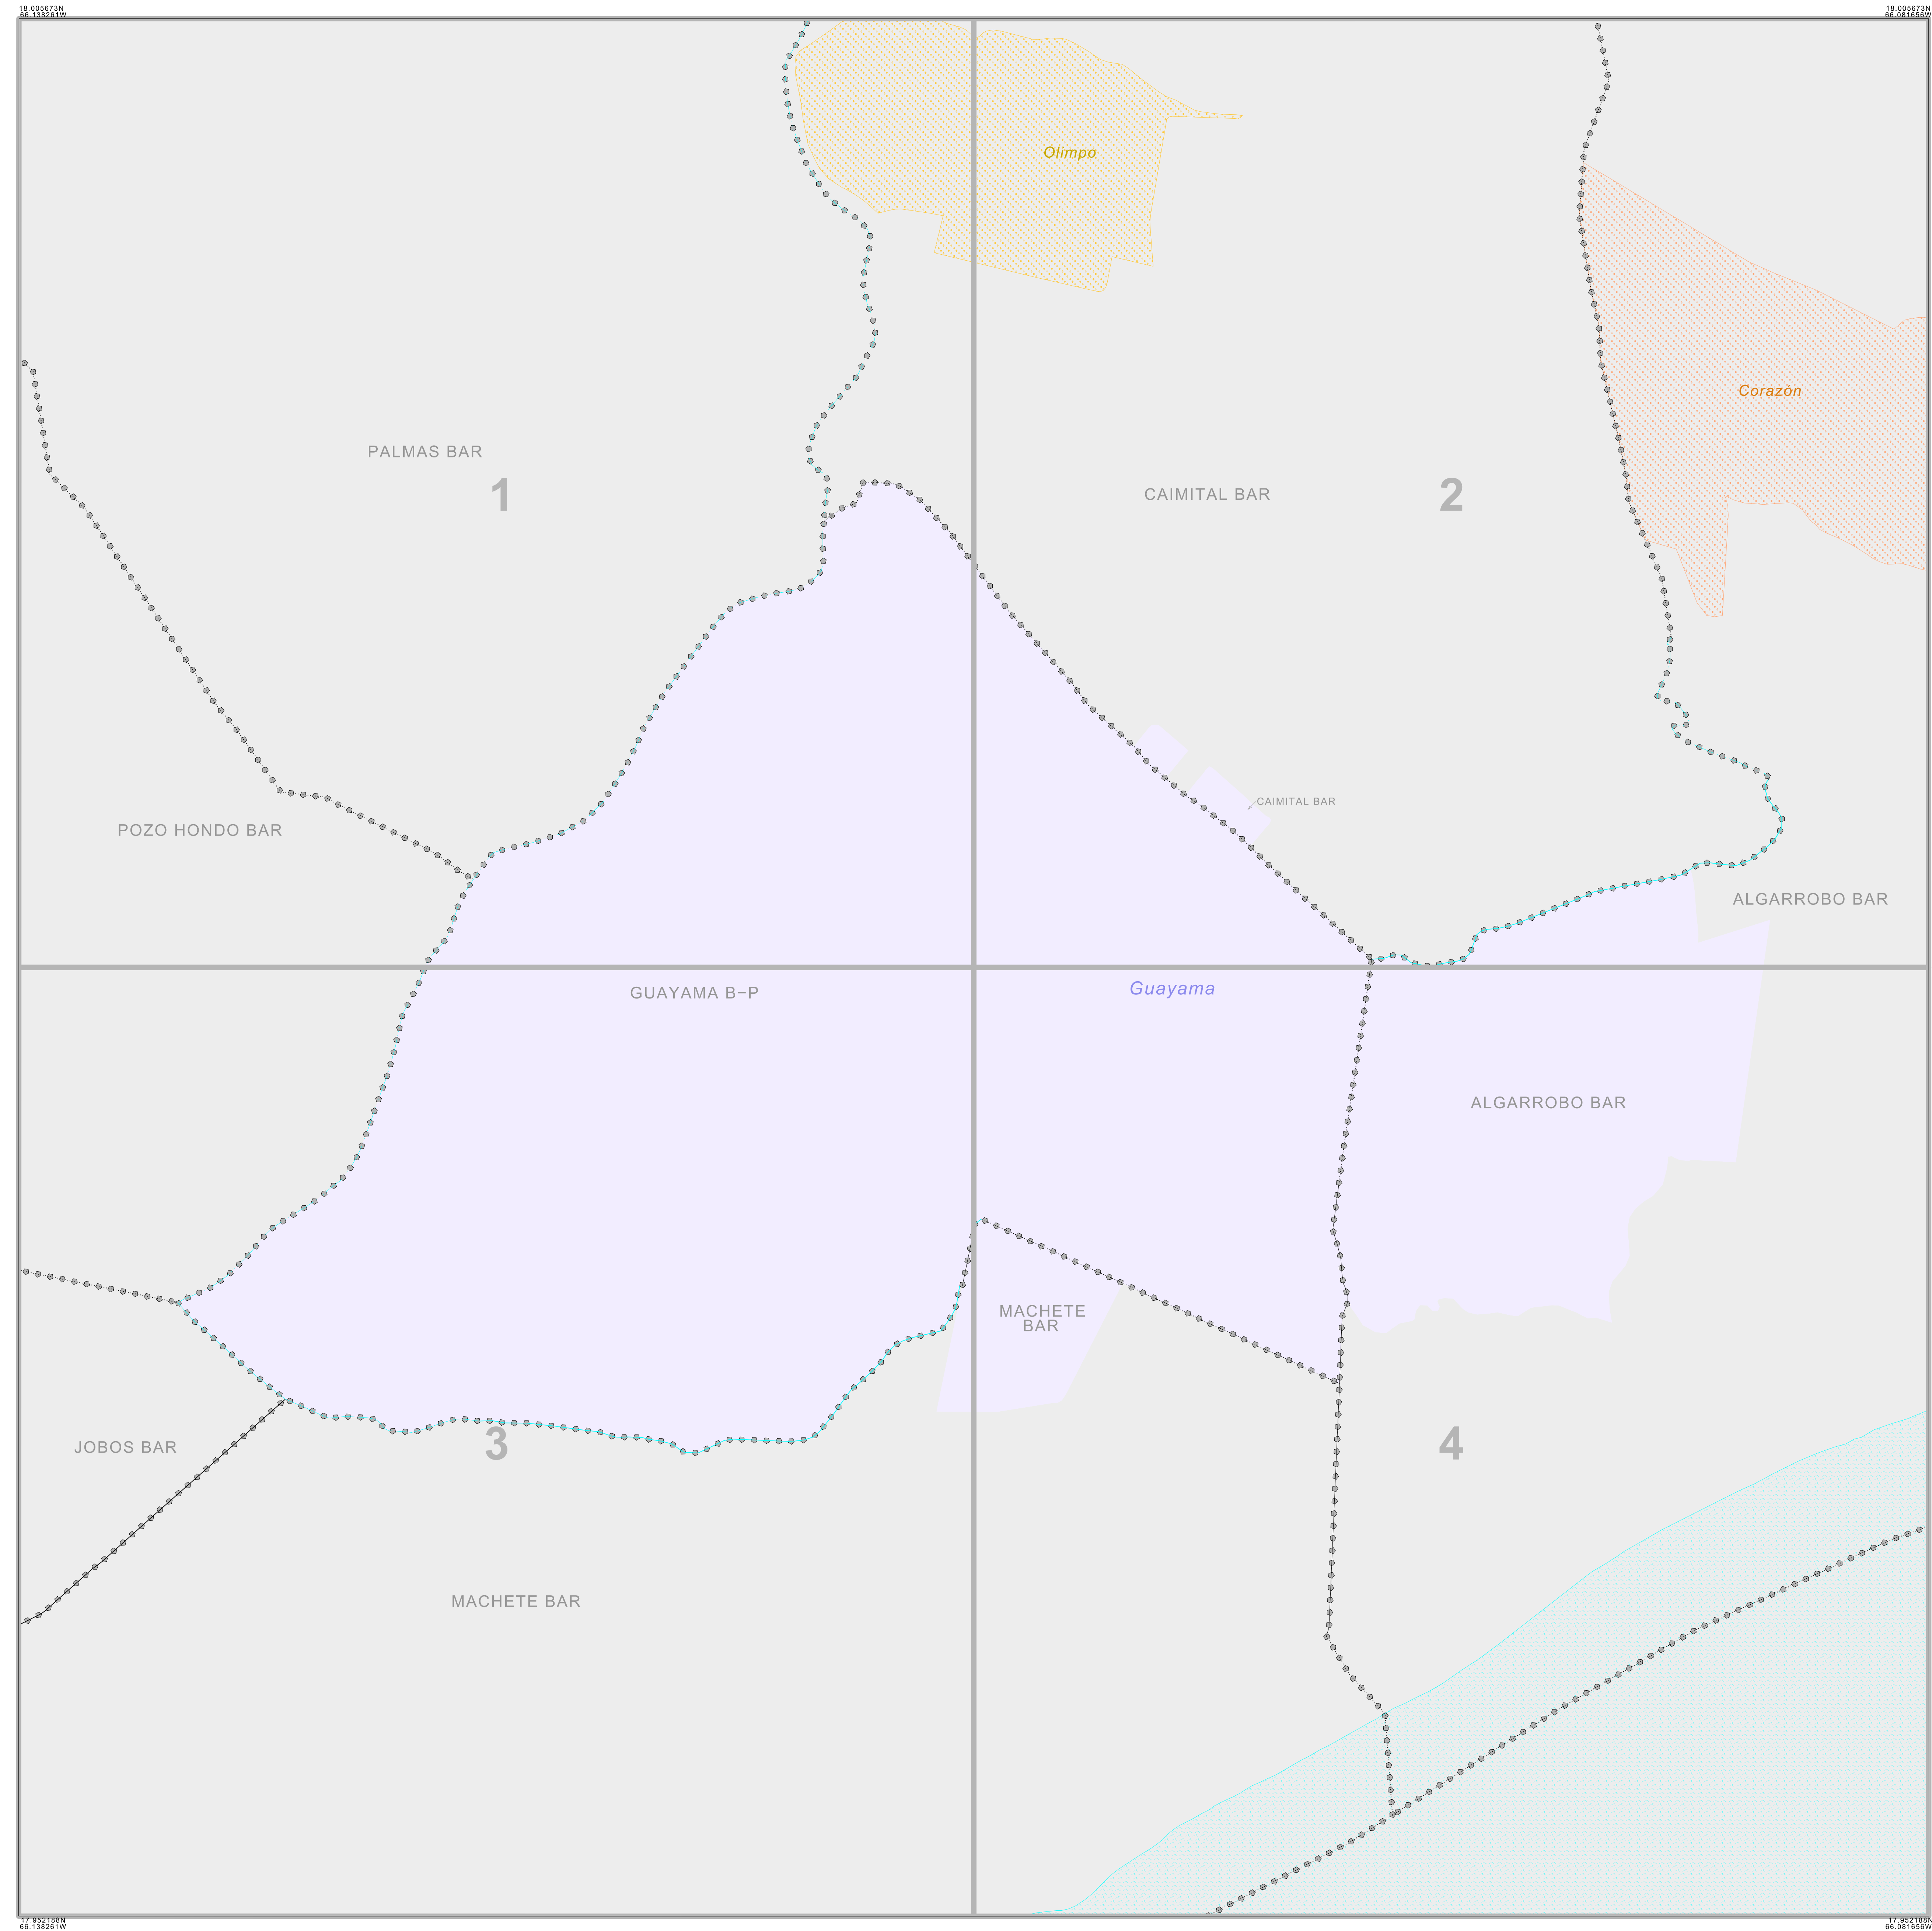 18.005673N
66.138261W
18.005673N
66.081656W
Olimpo
Corazón
PALMAS BAR
1
CAIMITAL BAR
2
CAIMITAL BAR
POZO HONDO BAR
ALGARROBO BAR
GUAYAMA B-P
Guayama
ALGARROBO BAR
MACHETE
BAR
JOBOS BAR
3
4
MACHETE BAR
17.952188N
66.138261W
17.952188N
66.081656W